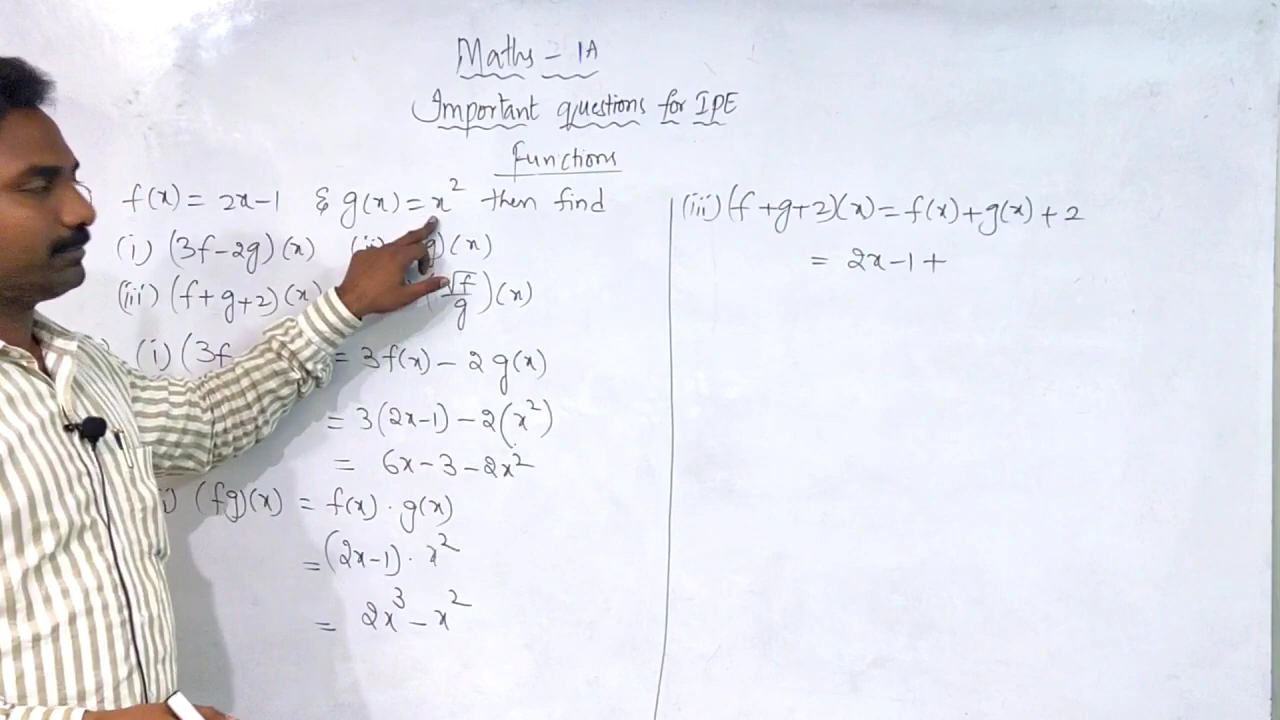 Maths - 1A
Important questions for IPE
Functions
f(x) = 2x-1 & g(x) = x² then find
(i) (3f-2g)(x) g)(x)
(iii) (f+g+2)(x) (√f/g)(x)
(i) (3f = 3f(x) - 2g(x)
= 3(2x-1) - 2(x²)
= 6x - 3 - 2x²
(fg)(x) = f(x) · g(x)
= (2x-1) · x²
= 2x³ - x²
(iii) (f+g+2)(x) = f(x) + g(x) + 2
= 2x - 1 +